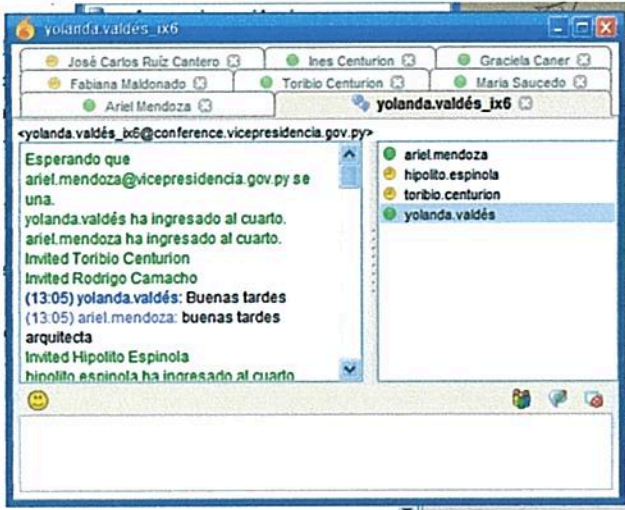 yolanda.valdés_ix6
José Carlos Ruíz Cantero
Ines Centurion
Graciela Caner
Fabiana Maldonado
Toribio Centurion
Maria Saucedo
Ariel Mendoza
yolanda.valdés_ix6
<yolanda.valdés_ix6@conference.vicepresidencia.gov.py>
Esperando que
ariel.mendoza@vicepresidencia.gov.py se
una.
yolanda.valdés ha ingresado al cuarto.
ariel.mendoza ha ingresado al cuarto.
Invited Toribio Centurion
Invited Rodrigo Camacho
(13:05) yolanda.valdés: Buenas tardes
(13:05) ariel.mendoza: buenas tardes
arquitecta
Invited Hipolito Espinola
hipolito.espinola ha ingresado al cuarto
ariel.mendoza
hipolito.espinola
toribio.centurion
yolanda.valdés